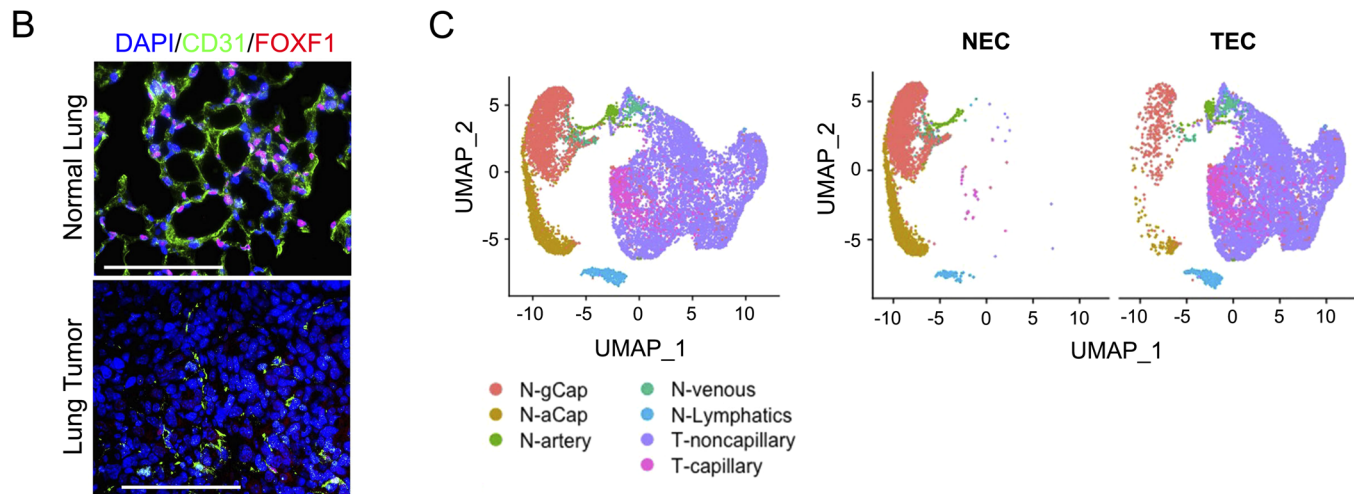 B
DAPI/CD31/FOXF1
Normal Lung
Lung Tumor
C
NEC
TEC
UMAP_2
5
0
-5
-10
-5
0
5
10
UMAP_1
5
0
-5
-10
-5
0
5
10
-10
-5
0
5
10
UMAP_1
N-gCap
N-aCap
N-artery
N-venous
N-Lymphatics
T-noncapillary
T-capillary
UMAP_2